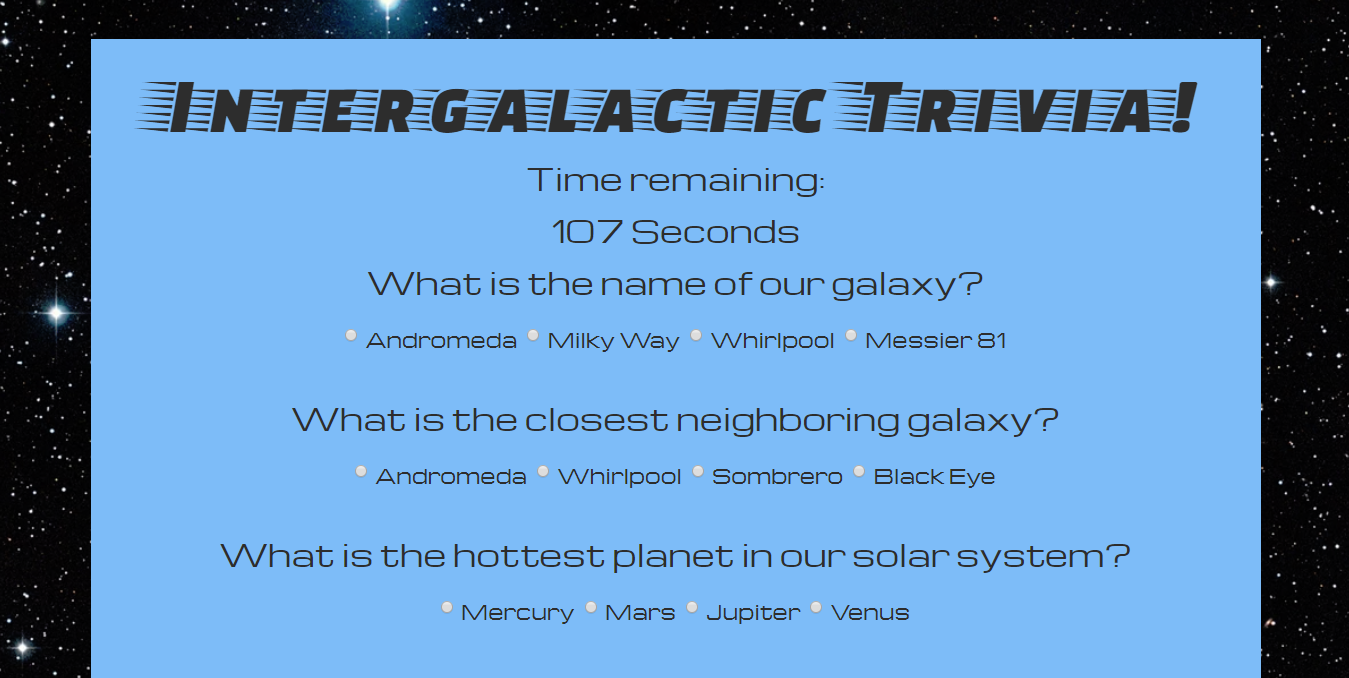 Intergalactic Trivia!
Time remaining:
107 Seconds
What is the name of our galaxy?
Andromeda Milky Way Whirlpool Messier 81
What is the closest neighboring galaxy?
Andromeda Whirlpool Sombrero Black Eye
What is the hottest planet in our solar system?
Mercury Mars Jupiter Venus